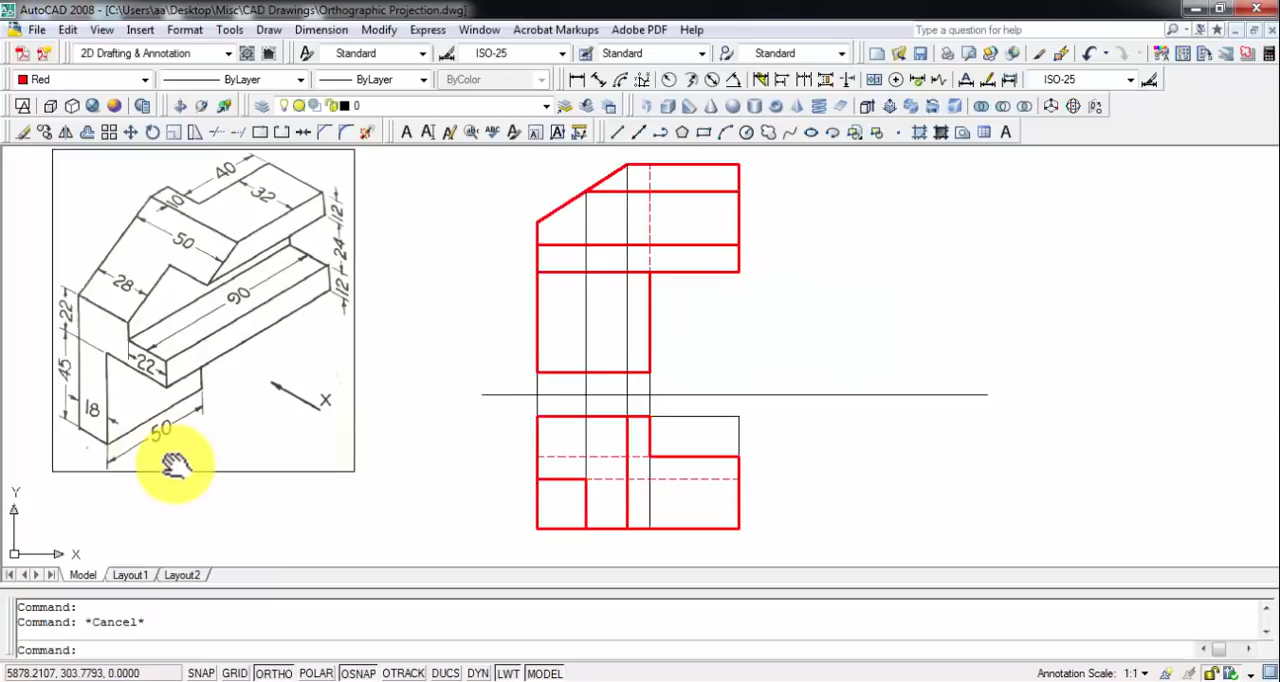 AutoCAD 2008 - [C:\Users\aa\Desktop\Misc\CAD Drawings\Orthographic Projection.dwg]
File Edit View Insert Format Tools Draw Dimension Modify Express Window Acrobat Markups Adobe PDF Help Type a question for help
2D Drafting & Annotation Standard ISO-25 Standard Standard
Red ByLayer ByLayer ByColor ISO-25
0
40
10
32
12
50
24
28
90
12
22
22
45
18
X
50
Y
X
Model Layout1 Layout2
Command:
Command: *Cancel*
Command:
5878.2107, 303.7793, 0.0000 SNAP GRID ORTHO POLAR OSNAP OTRACK DUCS DYN LWT MODEL Annotation Scale: 1:1